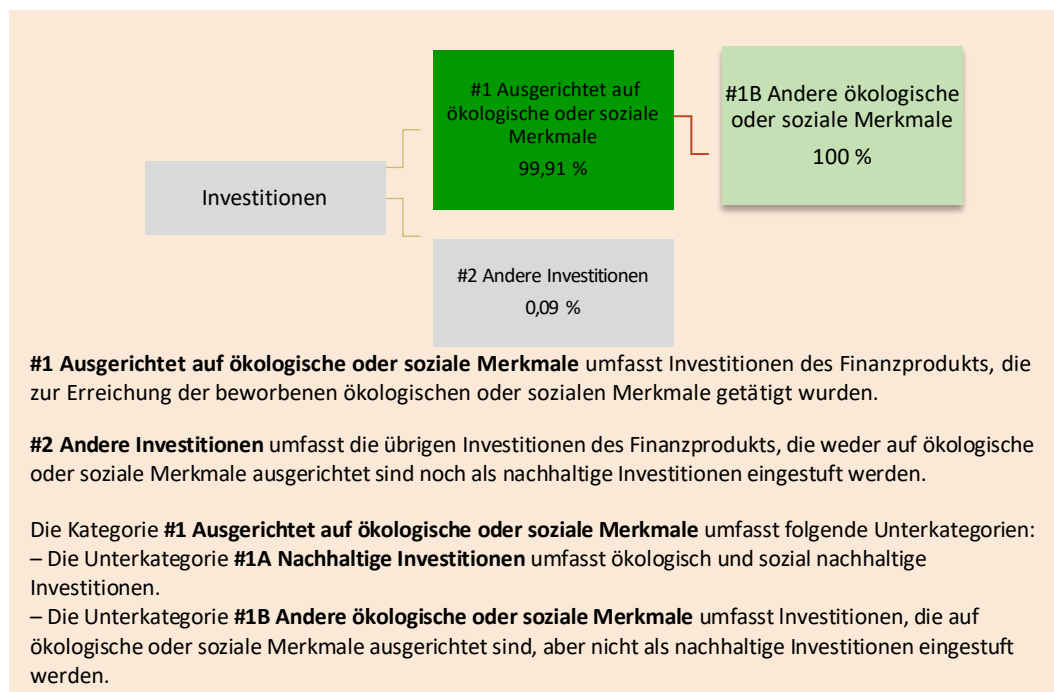 #1 Ausgerichtet auf
ökologische oder soziale
Merkmale
99,91 %
#1B Andere ökologische
oder soziale Merkmale
100 %
Investitionen
#2 Andere Investitionen
0,09 %
#1 Ausgerichtet auf ökologische oder soziale Merkmale umfasst Investitionen des Finanzprodukts, die
zur Erreichung der beworbenen ökologischen oder sozialen Merkmale getätigt wurden.
#2 Andere Investitionen umfasst die übrigen Investitionen des Finanzprodukts, die weder auf ökologische
oder soziale Merkmale ausgerichtet sind noch als nachhaltige Investitionen eingestuft werden.
Die Kategorie #1 Ausgerichtet auf ökologische oder soziale Merkmale umfasst folgende Unterkategorien:
– Die Unterkategorie #1A Nachhaltige Investitionen umfasst ökologisch und sozial nachhaltige
Investitionen.
– Die Unterkategorie #1B Andere ökologische oder soziale Merkmale umfasst Investitionen, die auf
ökologische oder soziale Merkmale ausgerichtet sind, aber nicht als nachhaltige Investitionen eingestuft
werden.